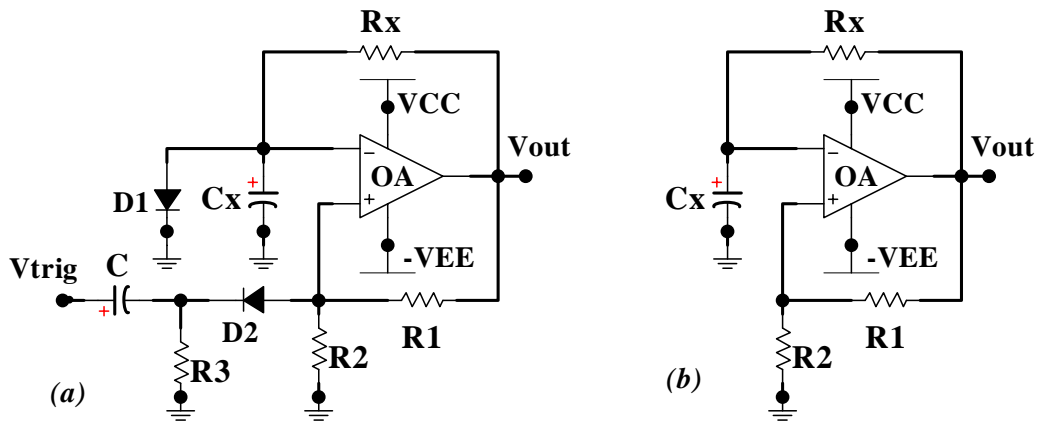 Rx
VCC
−
OA
+
Vout
D1
+
Cx
-VEE
Vtrig
C
+
D2
R1
R3
R2
(a)
Rx
VCC
−
OA
+
Vout
+
Cx
-VEE
R1
R2
(b)